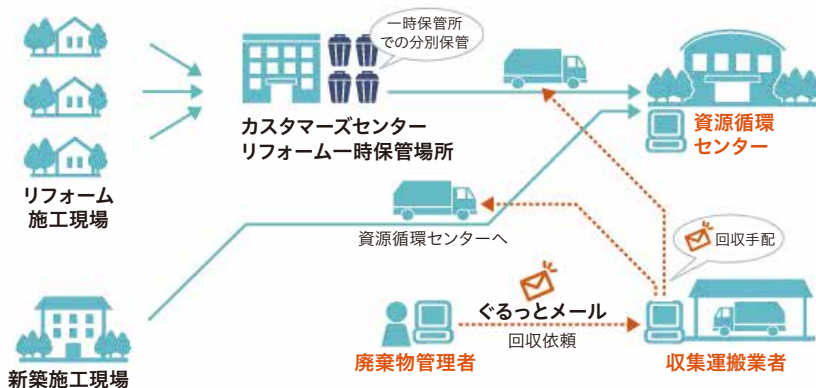 一時保管所
での分別保管
カスタマーズセンター
リフォーム一時保管場所
資源循環
センター
リフォーム
施工現場
資源循環センターへ
回収手配
ぐるっとメール
回収依頼
新築施工現場
廃棄物管理者
収集運搬業者